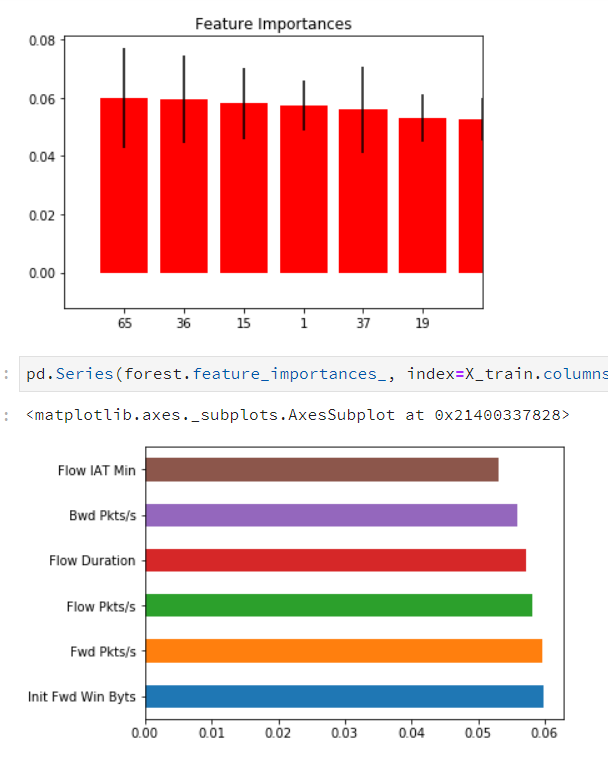 Feature Importances
0.08
0.06
0.04
0.02
0.00
65 36 15 1 37 19
: pd.Series(forest.feature_importances_, index=X_train.columns
: <matplotlib.axes._subplots.AxesSubplot at 0x21400337828>
Flow IAT Min
Bwd Pkts/s
Flow Duration
Flow Pkts/s
Fwd Pkts/s
Init Fwd Win Byts
0.00 0.01 0.02 0.03 0.04 0.05 0.06